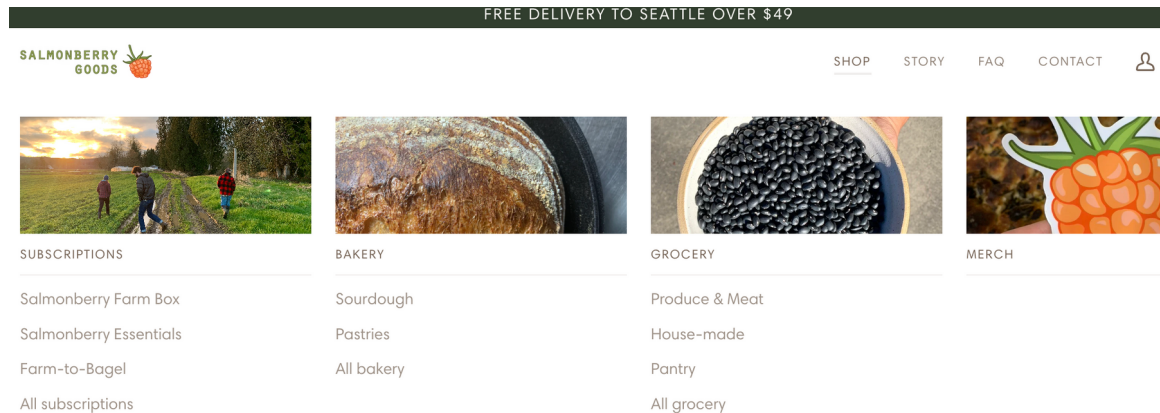 FREE DELIVERY TO SEATTLE OVER $49
SALMONBERRY
GOODS
SHOP
STORY
FAQ
CONTACT
SUBSCRIPTIONS
Salmonberry Farm Box
Salmonberry Essentials
Farm-to-Bagel
All subscriptions
BAKERY
Sourdough
Pastries
All bakery
GROCERY
Produce & Meat
House-made
Pantry
All grocery
MERCH